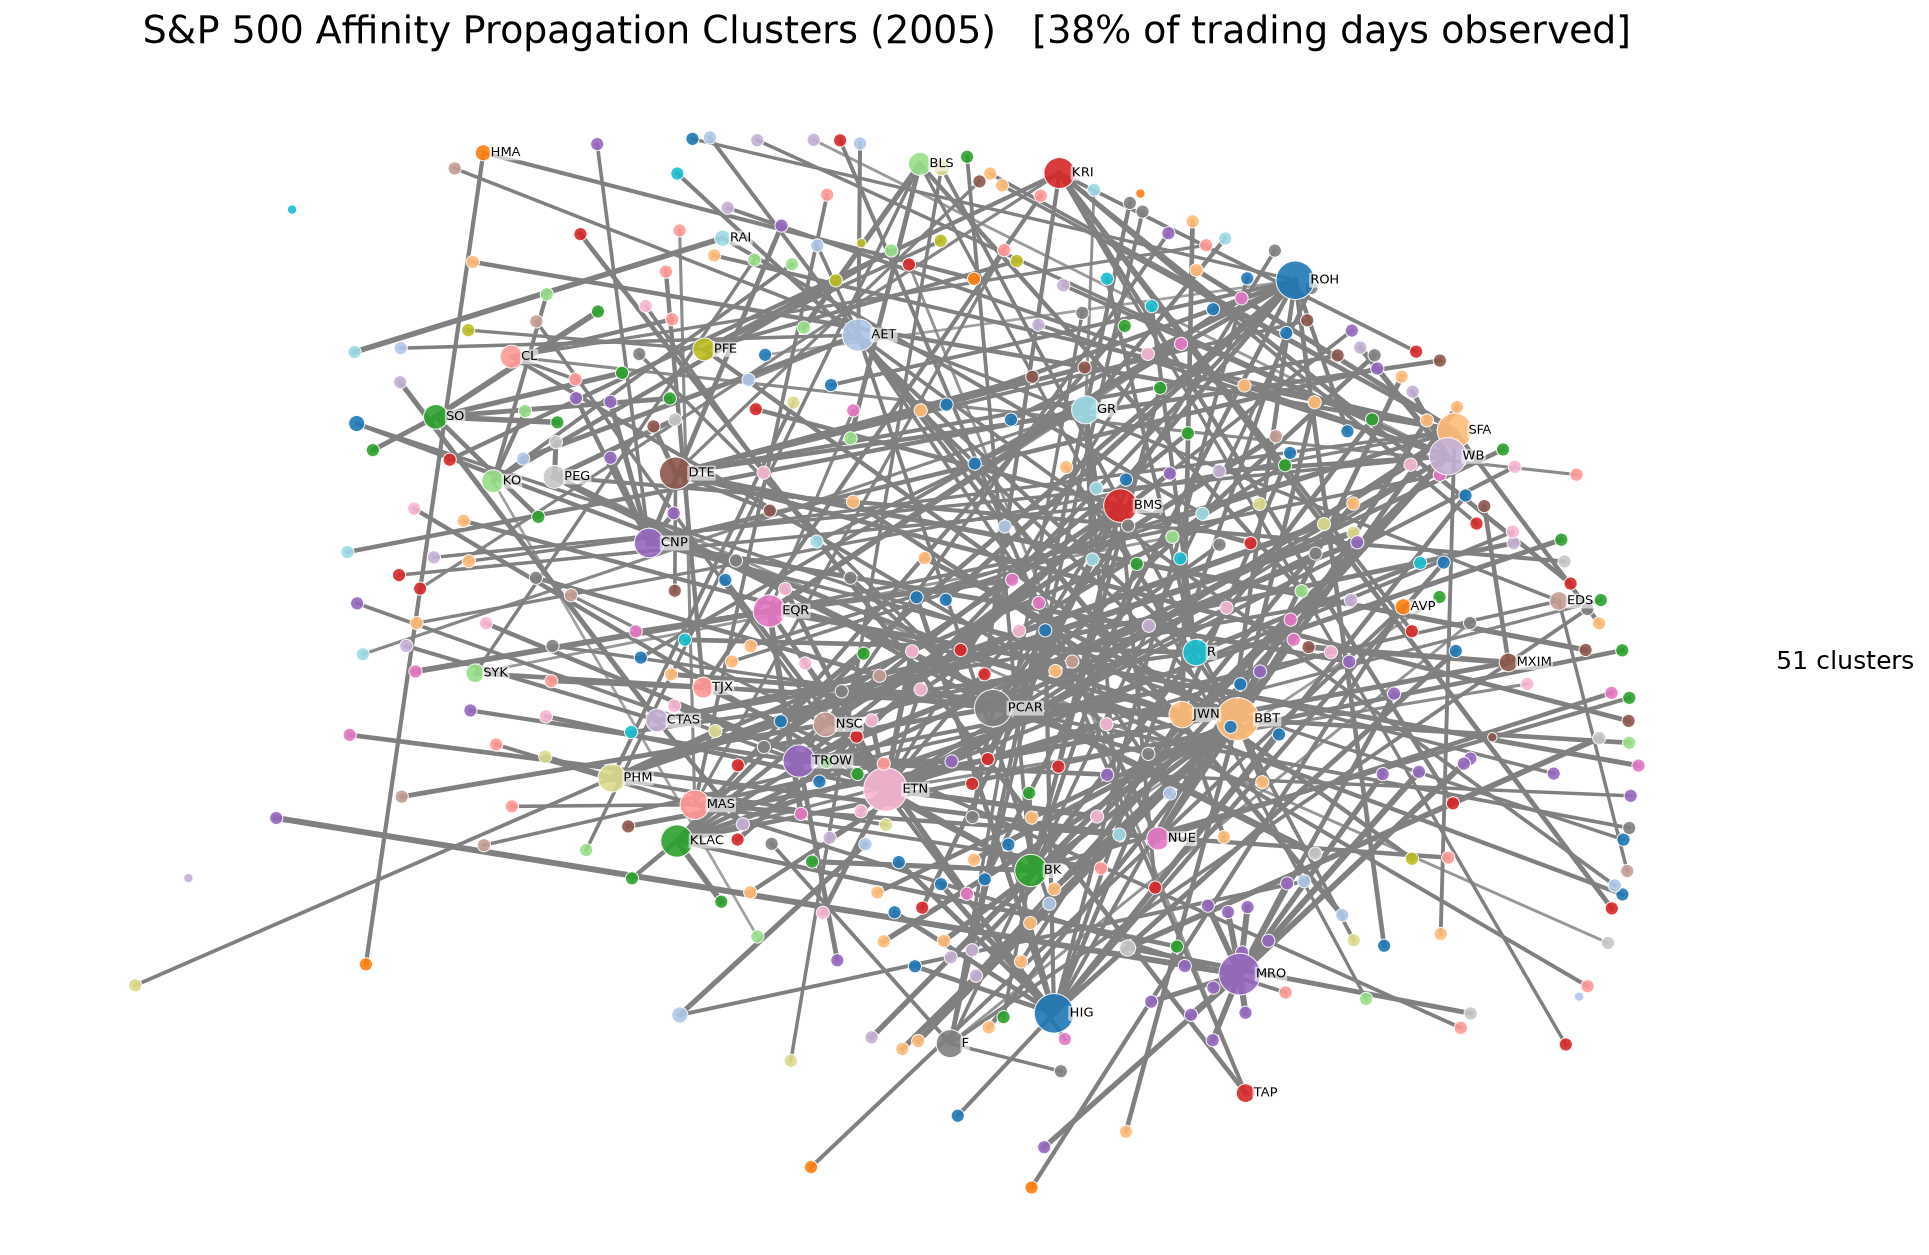 S&P 500 Affinity Propagation Clusters (2005) [38% of trading days observed]
HMA
BLS
KRI
RAI
ROH
AET
PFE
CL
GR
SO
SFA
WB
DTE
PEG
KO
BMS
CNP
EDS
AVP
EQR
R
MXIM
51 clusters
SYK
TJX
PCAR
JWN
BBT
CTAS
NSC
TROW
PHM
ETN
MAS
KLAC
NUE
BK
MRO
HIG
F
TAP